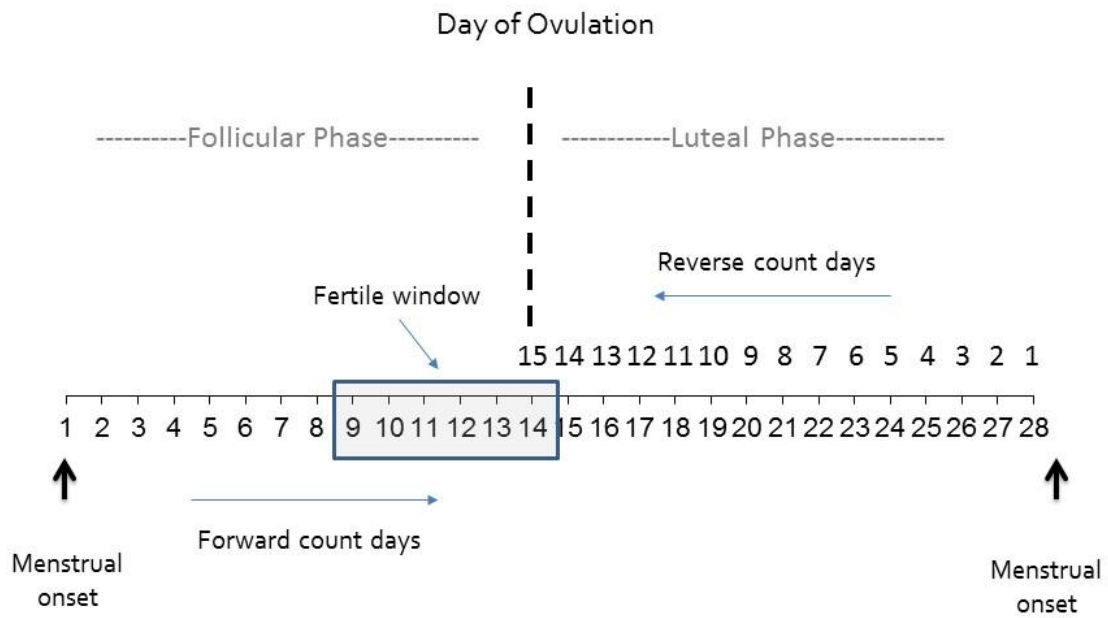 Day of Ovulation
----------Follicular Phase----------
------------Luteal Phase------------
Reverse count days
Fertile window
15 14 13 12 11 10 9 8 7 6 5 4 3 2 1
1 2 3 4 5 6 7 8 9 10 11 12 13 14 15 16 17 18 19 20 21 22 23 24 25 26 27 28
Forward count days
Menstrual
onset
Menstrual
onset